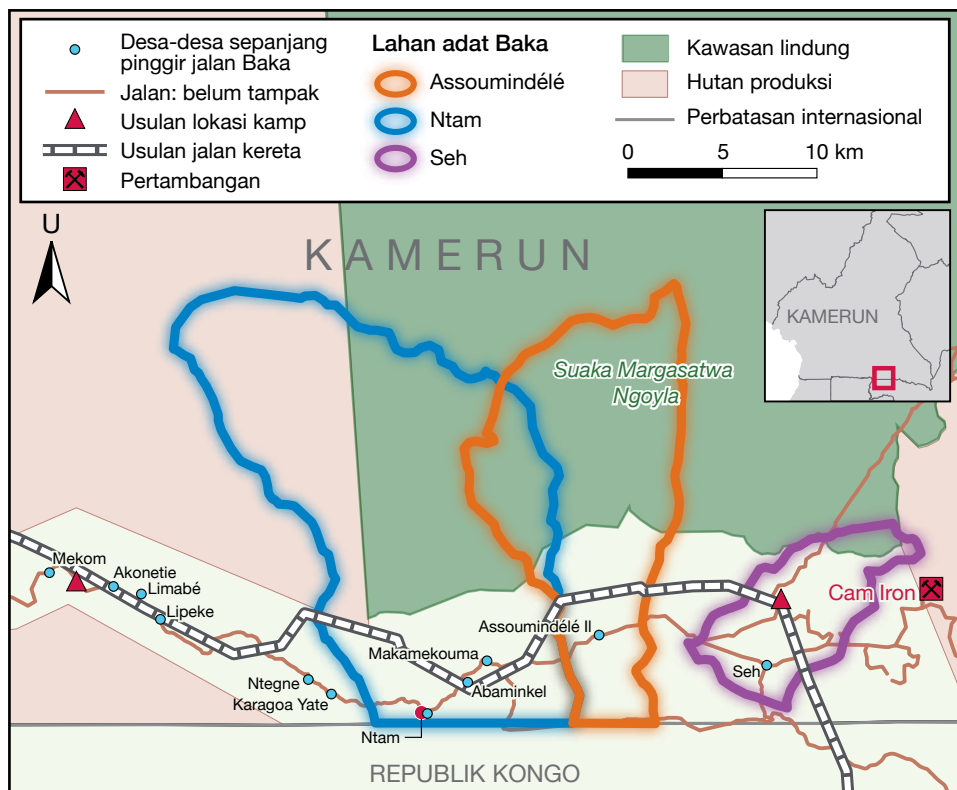 Desa-desa sepanjang
pinggir jalan Baka
Jalan: belum tampak
Usulan lokasi kamp
Usulan jalan kereta
Pertambangan
Lahan adat Baka
Assoumindélé
Ntam
Seh
Kawasan lindung
Hutan produksi
Perbatasan internasional
0 5 10 km
U
KAMERUN
KAMERUN
Suaka Margasatwa
Ngoyla
Mekom
Akonetie
Limabé
Lipeke
Cam Iron
Assoumindélé II
Makamekouma
Seh
Ntegne
Abaminkel
Karagoa Yate
Ntam
REPUBLIK KONGO